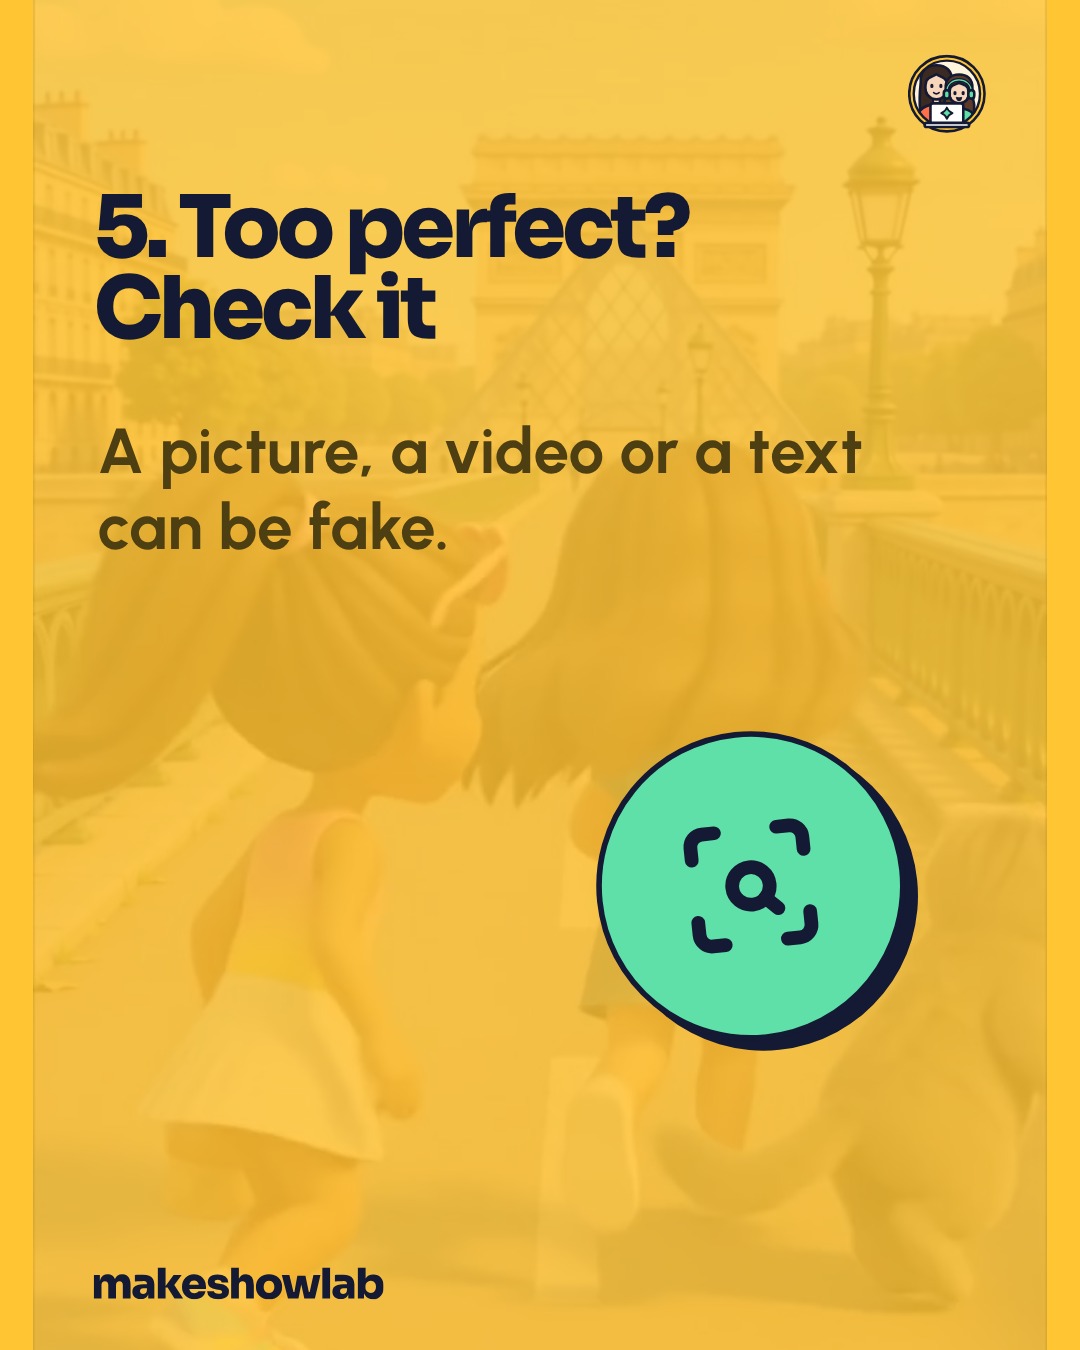 5. Too perfect?
Check it
A picture, a video or a text
can be fake.
makeshowlab